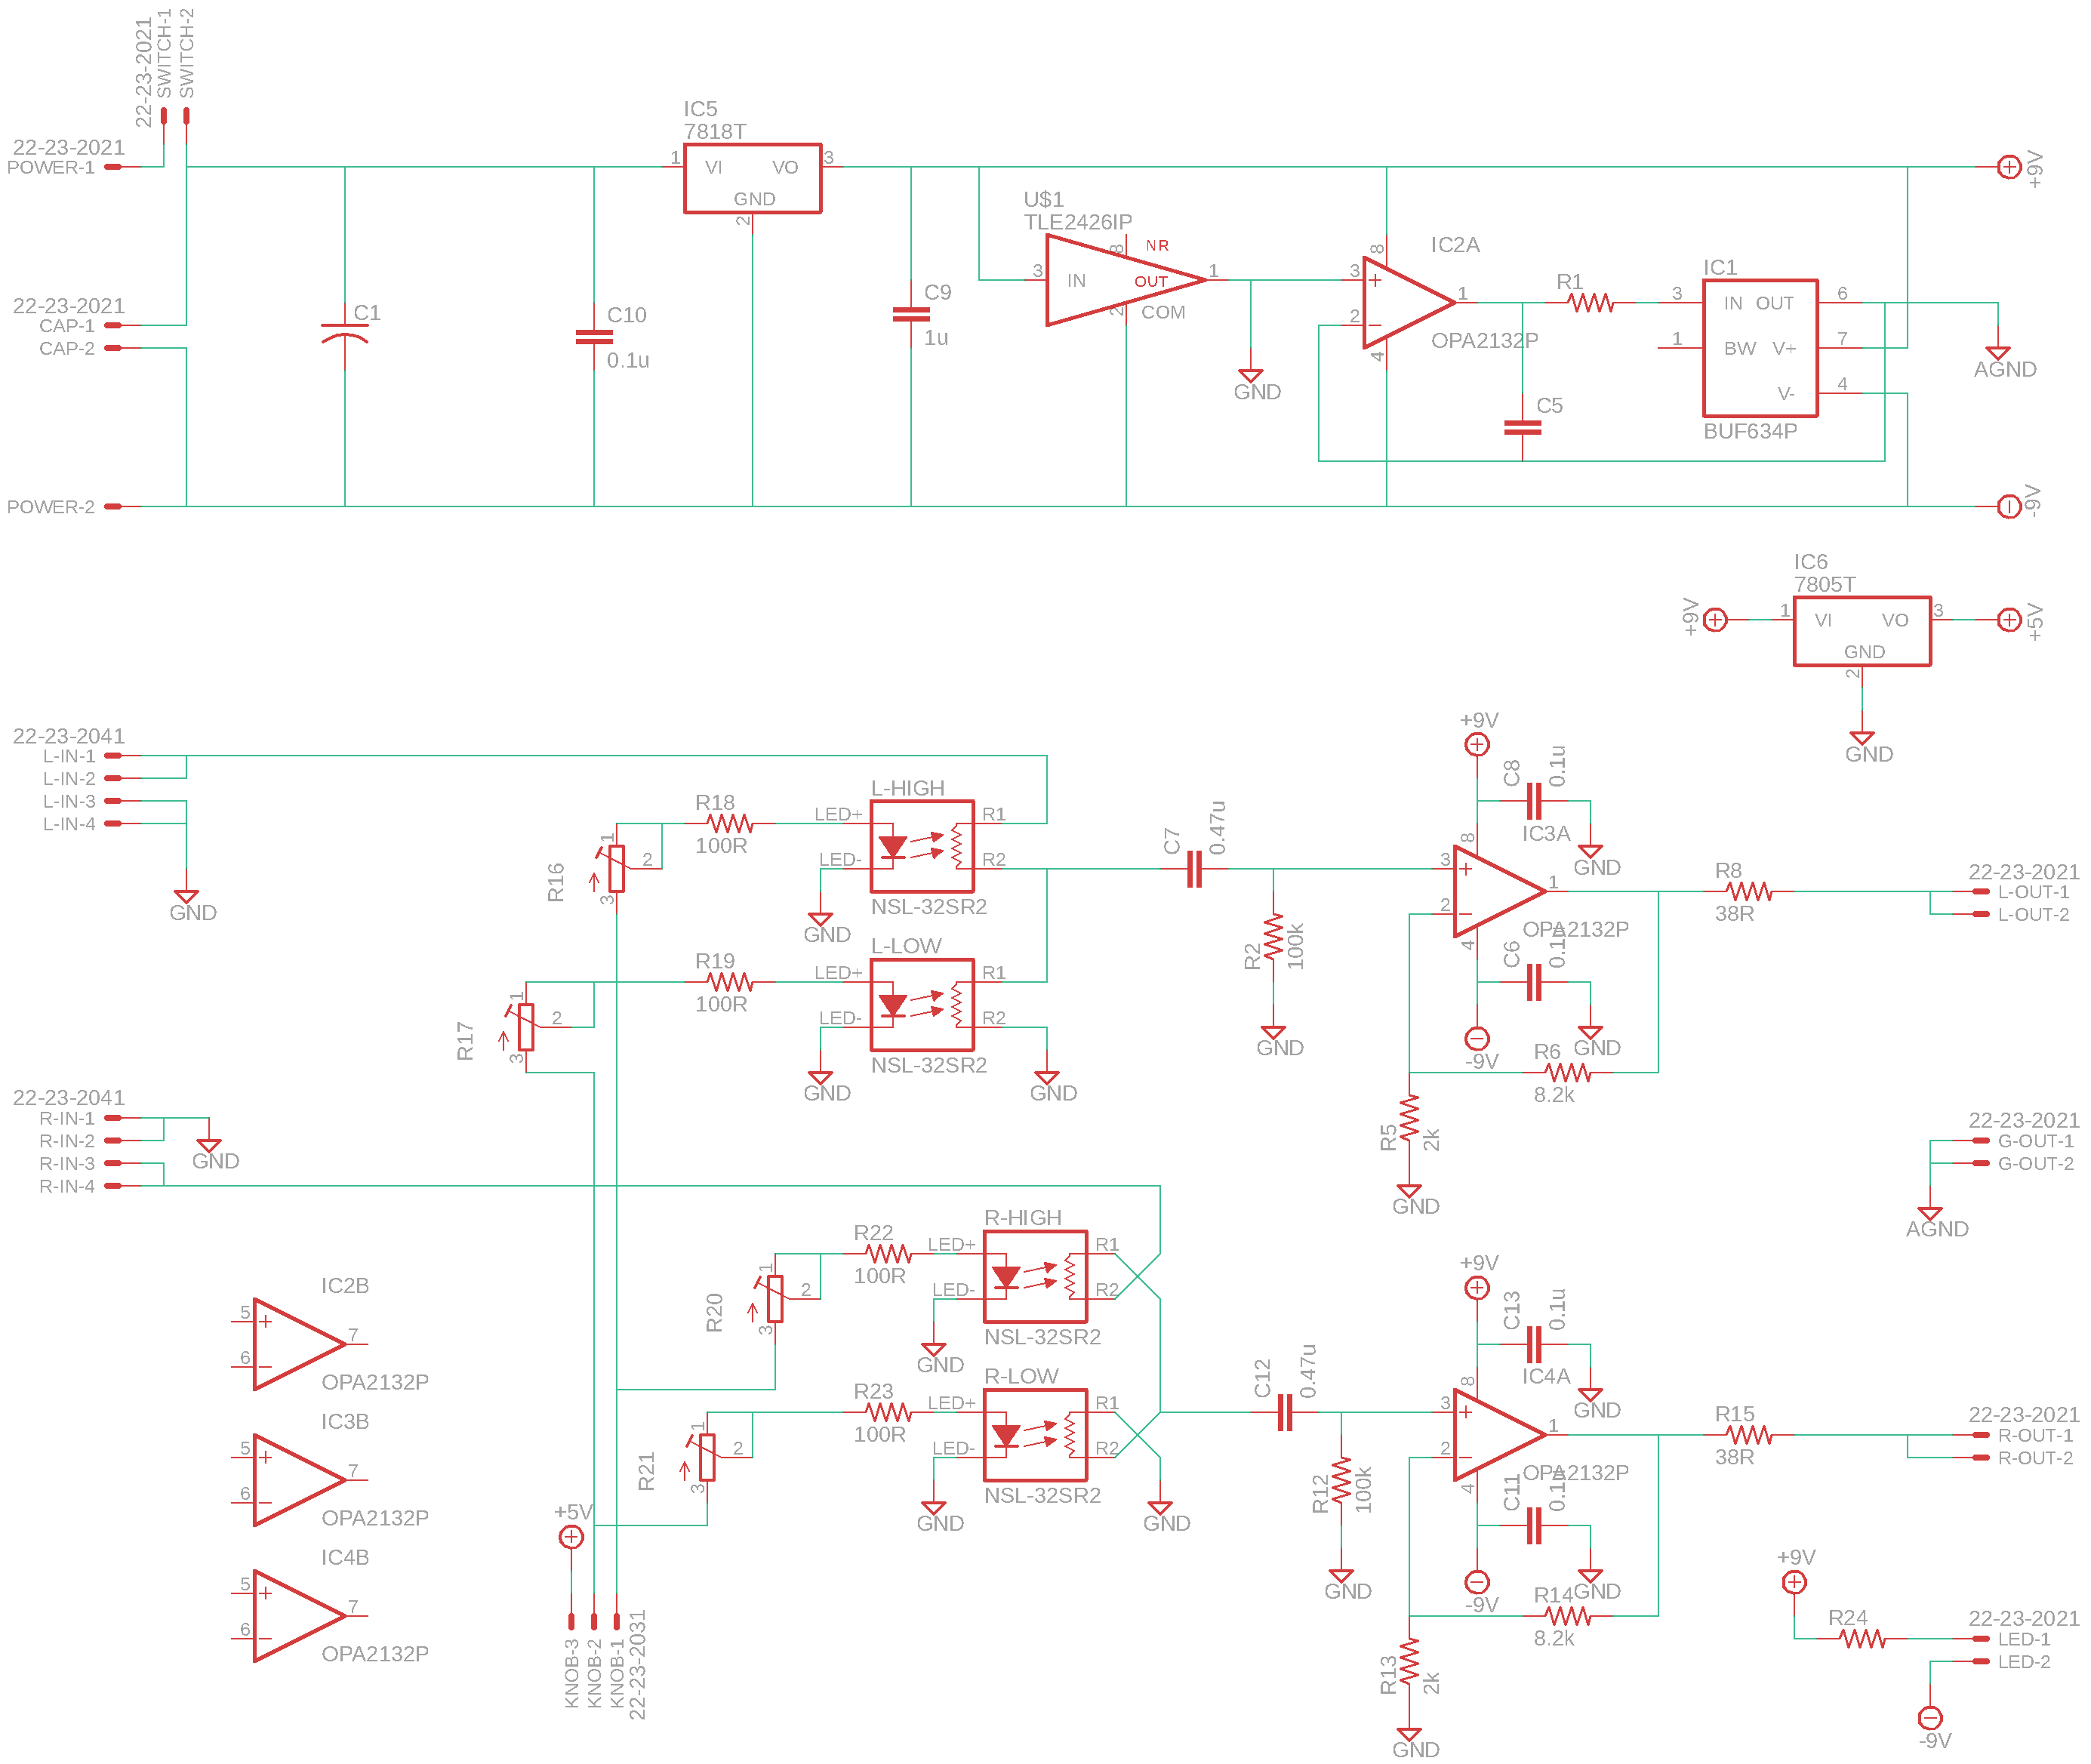 22-23-2021
SWITCH-1
SWITCH-2
22-23-2021
POWER-1
22-23-2021
CAP-1
CAP-2
POWER-2
C1
C10
0.1u
IC5
7818T
1 VI VO 3
GND
2
C9
1u
U$1
TLE2426IP
8 NR
3 IN OUT 1
2 COM
GND
IC2A
8
3
2
1
4
OPA2132P
R1
C5
IC1
3 IN OUT 6
1 BW V+ 7
V- 4
BUF634P
AGND
+9V
-9V
IC6
7805T
+9V
1 VI VO 3
GND
2
+5V
GND
22-23-2041
L-IN-1
L-IN-2
L-IN-3
L-IN-4
GND
R16
1
2
3
R18
100R
L-HIGH
LED+ R1
LED- R2
NSL-32SR2
GND
R17
1
2
3
R19
100R
L-LOW
LED+ R1
LED- R2
NSL-32SR2
GND
GND
C7
0.47u
R2
100k
GND
+9V
C8
0.1u
IC3A
GND
8
3
2
1
4
OPA2132P
C6
0.1u
GND
-9V
R6
8.2k
R5
2k
GND
R8
38R
22-23-2021
L-OUT-1
L-OUT-2
22-23-2041
R-IN-1
R-IN-2
R-IN-3
R-IN-4
GND
22-23-2021
G-OUT-1
G-OUT-2
AGND
R20
1
2
3
R22
100R
R-HIGH
LED+ R1
LED- R2
NSL-32SR2
GND
R21
1
2
3
R23
100R
R-LOW
LED+ R1
LED- R2
NSL-32SR2
GND
GND
C12
0.47u
R12
100k
GND
+9V
C13
0.1u
IC4A
GND
8
3
2
1
4
OPA2132P
C11
0.1u
GND
-9V
R14
8.2k
R13
2k
GND
R15
38R
22-23-2021
R-OUT-1
R-OUT-2
IC2B
5
6
7
OPA2132P
IC3B
5
6
7
OPA2132P
IC4B
5
6
7
OPA2132P
+5V
KNOB-3
KNOB-2
KNOB-1
22-23-2031
+9V
R24
22-23-2021
LED-1
LED-2
-9V